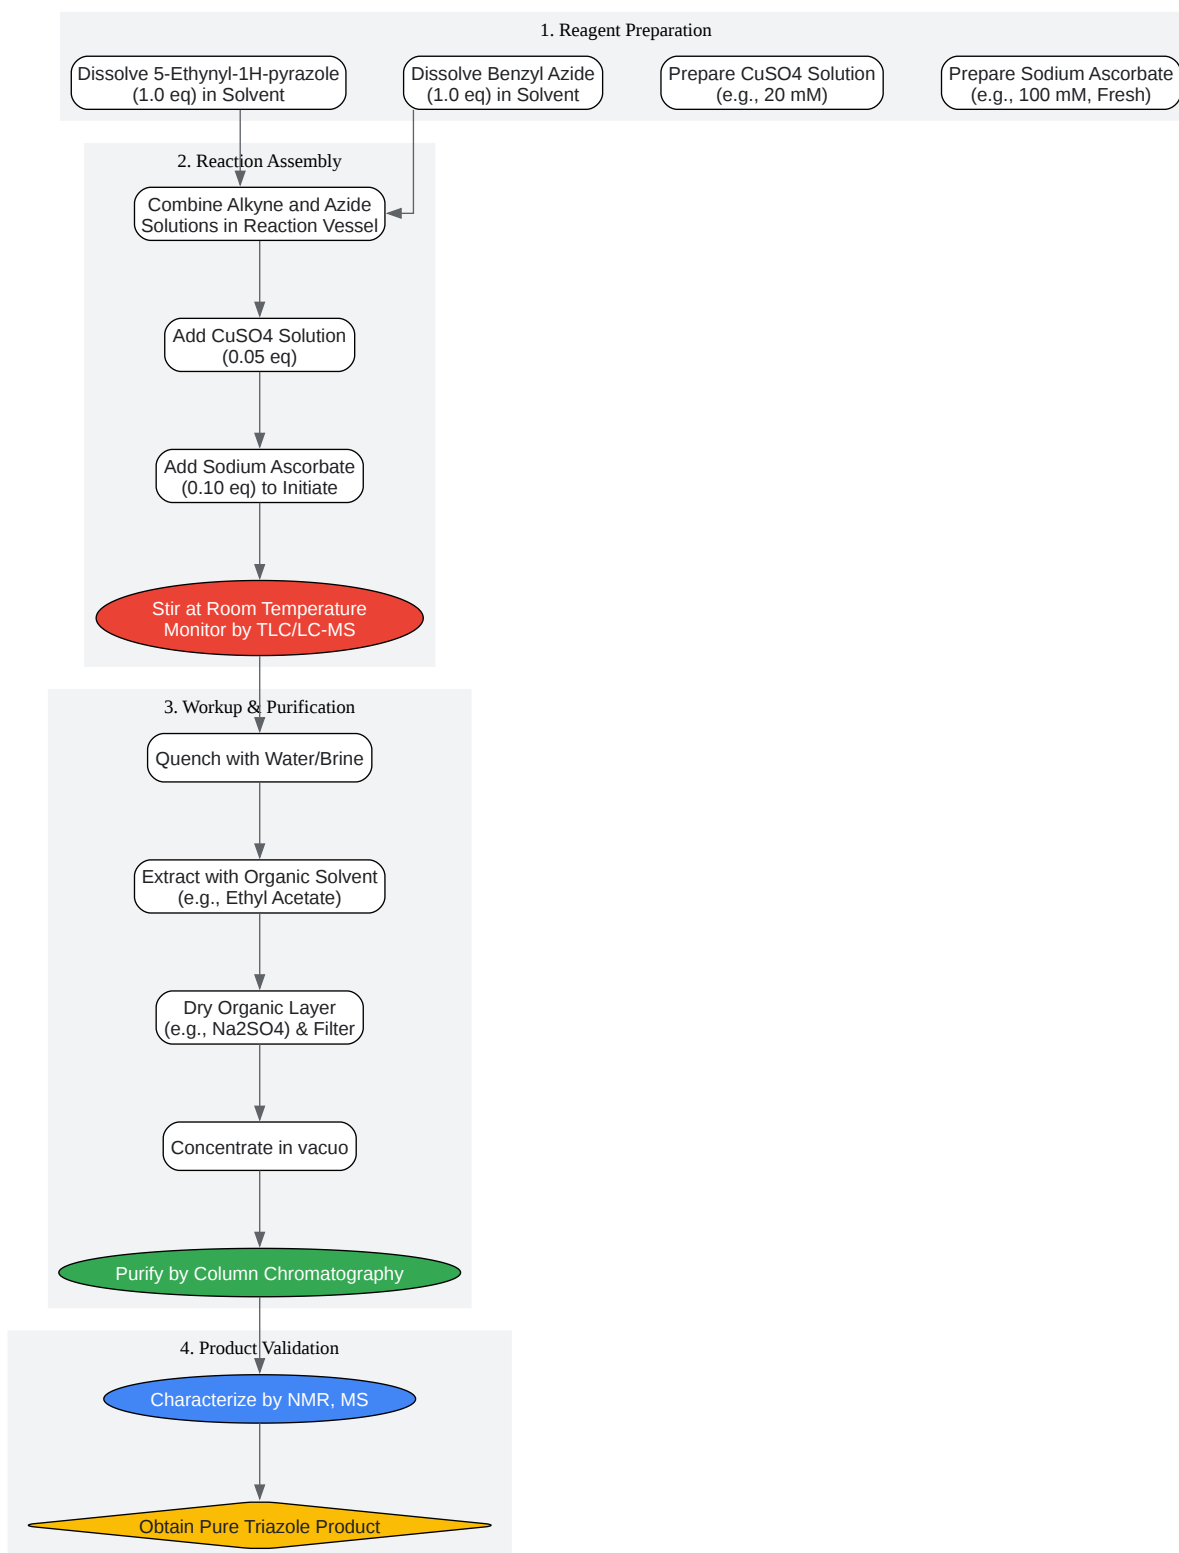 1. Reagent Preparation
Dissolve 5-Ethynyl-1H-pyrazole
(1.0 eq) in Solvent
Dissolve Benzyl Azide
(1.0 eq) in Solvent
Prepare CuSO4 Solution
(e.g., 20 mM)
Prepare Sodium Ascorbate
(e.g., 100 mM, Fresh)
2. Reaction Assembly
Combine Alkyne and Azide
Solutions in Reaction Vessel
Add CuSO4 Solution
(0.05 eq)
Add Sodium Ascorbate
(0.10 eq) to Initiate
Stir at Room Temperature
Monitor by TLC/LC-MS
3. Workup & Purification
Quench with Water/Brine
Extract with Organic Solvent
(e.g., Ethyl Acetate)
Dry Organic Layer
(e.g., Na2SO4) & Filter
Concentrate in vacuo
Purify by Column Chromatography
4. Product Validation
Characterize by NMR, MS
Obtain Pure Triazole Product